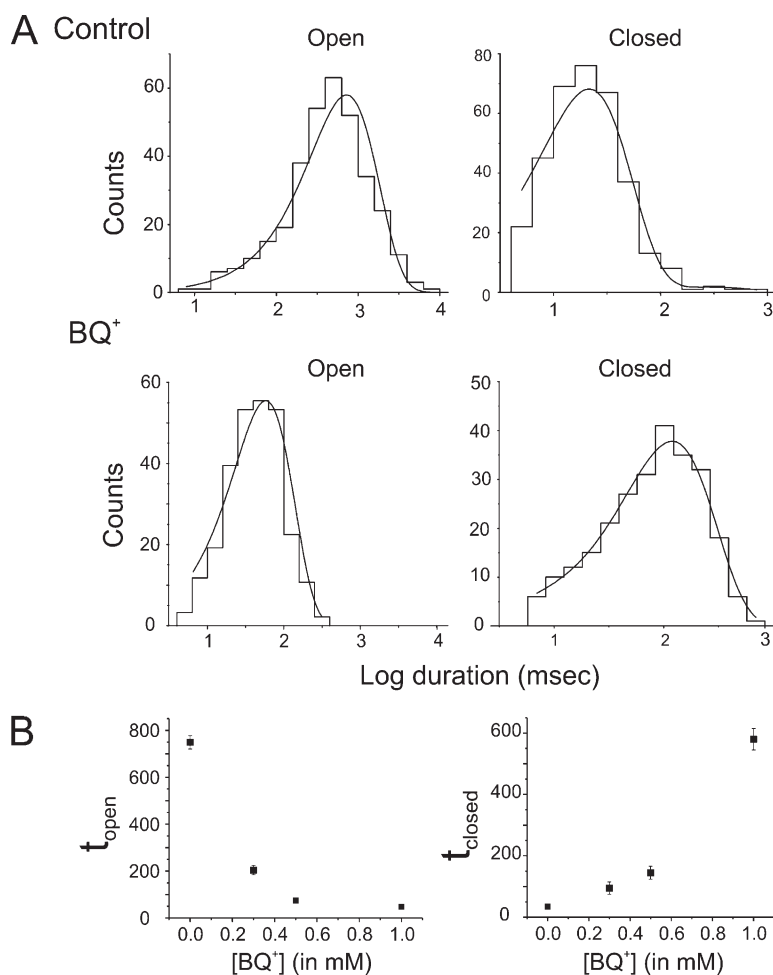 A Control
Open
Closed
Counts
60
40
20
0
1 2 3 4
80
60
40
20
0
1 2 3
BQ⁺
Open
Closed
Counts
60
40
20
0
1 2 3 4
50
40
30
20
10
0
1 2 3
Log duration (msec)
B
t_open
800
600
400
200
0
0.0 0.2 0.4 0.6 0.8 1.0
[BQ⁺] (in mM)
t_closed
600
400
200
0
0.0 0.2 0.4 0.6 0.8 1.0
[BQ⁺] (in mM)